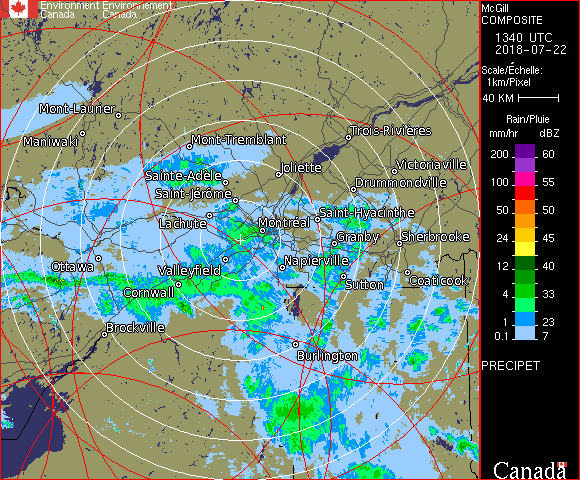 Environment Environnement
Canada Canada
McGill
COMPOSITE
1340 UTC
2018-07-22
Scale/Échelle:
1km/Pixel
40 KM
Rain/Pluie
mm/hr dBZ
200 60
100 55
50 50
24 45
12 40
4 33
1 23
0.1 7
PRECIPET
Canada
Mont-Laurier
Maniwaki
Mont-Tremblant
Trois-Rivières
Joliette
Victoriaville
Sainte-Adèle
Drummondville
Saint-Jérome
Lachute
Montréal
Saint-Hyacinthe
Granby
Sherbrooke
Ottawa
Valleyfield
Napierville
Cornwall
Sutton
Coaticook
Brockville
Burlington